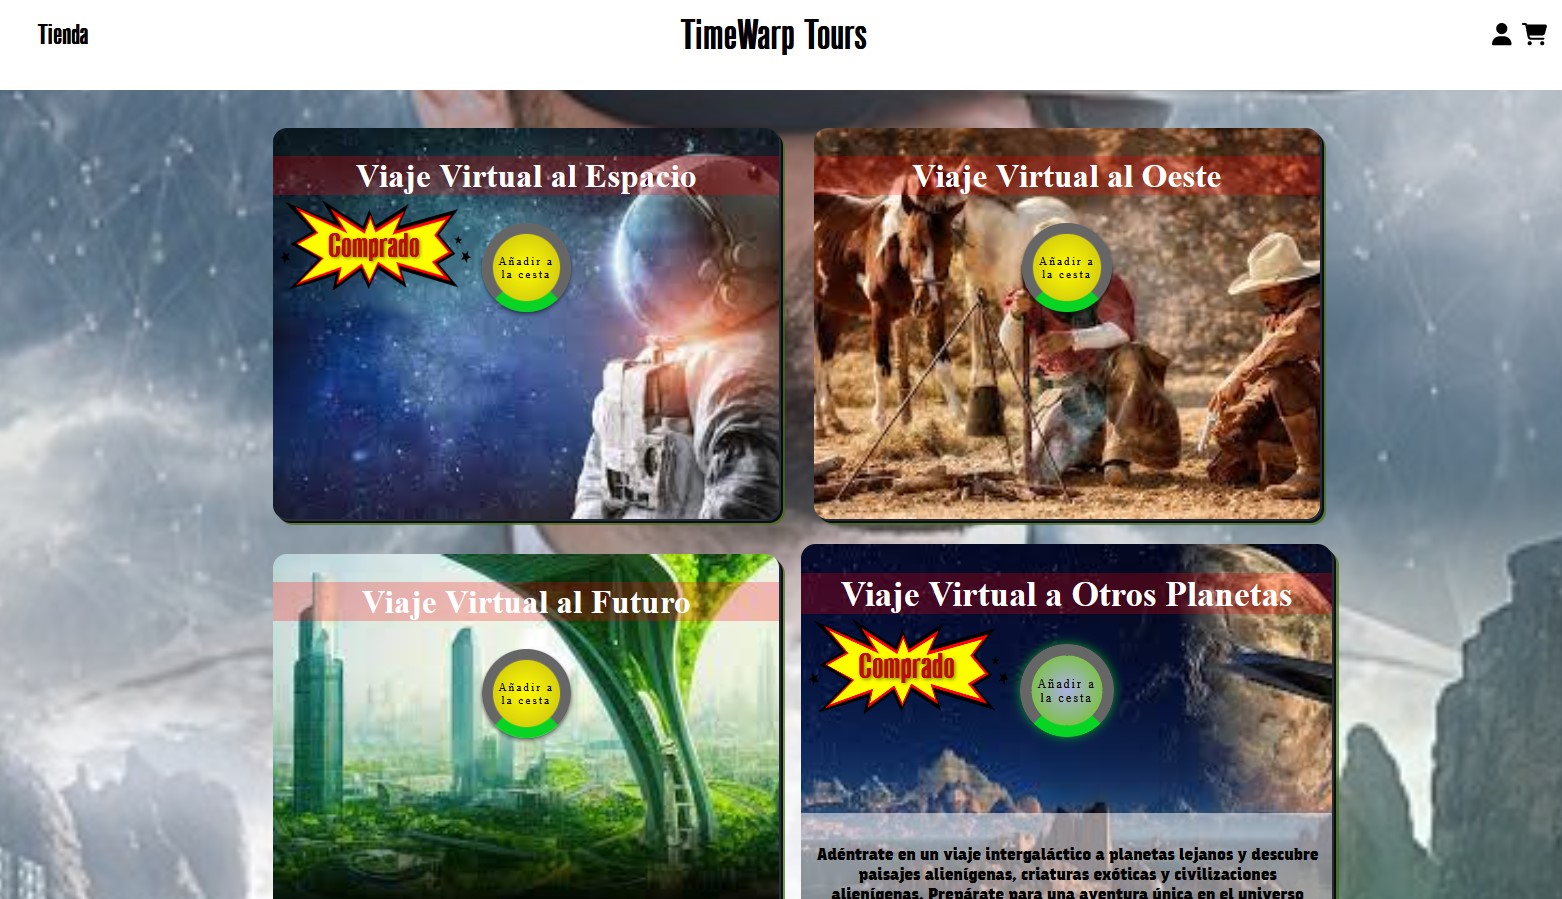 Tienda
TimeWarp Tours
Viaje Virtual al Espacio
Comprado
Añadir a
la cesta
Viaje Virtual al Oeste
Añadir a
la cesta
Viaje Virtual al Futuro
Añadir a
la cesta
Viaje Virtual a Otros Planetas
Comprado
Añadir a
la cesta
Adéntrate en un viaje intergaláctico a planetas lejanos y descubre
paisajes alienígenas, criaturas exóticas y civilizaciones
alienígenas. Prepárate para una aventura única en el universo